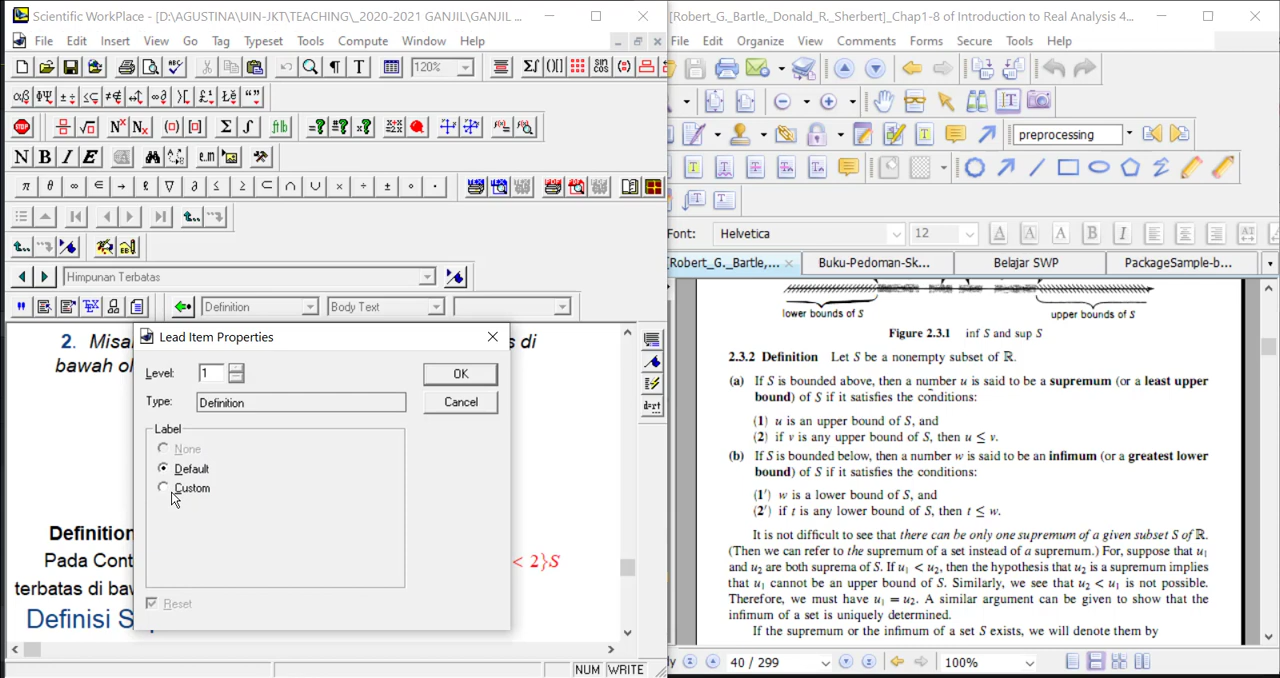 Scientific WorkPlace - [D:\AGUSTINA\UIN-JKT\TEACHING\_2020-2021 GANJIL\GANJIL ...
File Edit Insert View Go Tag Typeset Tools Compute Window Help
120%
Himpunan Terbatas
Definition
Body Text
2. Misa
s di
bawah ol
Lead Item Properties
Level: 1
OK
Type: Definition
Cancel
Label
None
Default
Custom
Reset
Definition
Pada Cont
< 2}S
terbatas di baw
Definisi S
NUM WRITE
[Robert_G._Bartle,_Donald_R._Sherbert]_Chap1-8 of Introduction to Real Analysis 4...
File Edit Organize View Comments Forms Secure Tools Help
preprocessing
Font: Helvetica 12
[Robert_G._Bartle,...
Buku-Pedoman-Sk...
Belajar SWP
PackageSample-b...
lower bounds of S
upper bounds of S
Figure 2.3.1 inf S and sup S
2.3.2 Definition Let S be a nonempty subset of ℝ.
(a) If S is bounded above, then a number u is said to be a supremum (or a least upper
bound) of S if it satisfies the conditions:
(1) u is an upper bound of S, and
(2) if v is any upper bound of S, then u ≤ v.
(b) If S is bounded below, then a number w is said to be an infimum (or a greatest lower
bound) of S if it satisfies the conditions:
(1′) w is a lower bound of S, and
(2′) if t is any lower bound of S, then t ≤ w.
It is not difficult to see that there can be only one supremum of a given subset S of ℝ.
(Then we can refer to the supremum of a set instead of a supremum.) For, suppose that u₁
and u₂ are both suprema of S. If u₁ < u₂, then the hypothesis that u₂ is a supremum implies
that u₁ cannot be an upper bound of S. Similarly, we see that u₂ < u₁ is not possible.
Therefore, we must have u₁ = u₂. A similar argument can be given to show that the
infimum of a set is uniquely determined.
If the supremum or the infimum of a set S exists, we will denote them by
40 / 299
100%